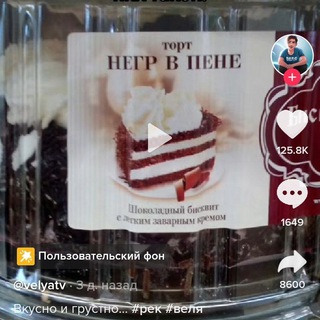 торт
НЕГР В ПЕНЕ
Шоколадный бисквит
с легким заварным кремом
125.8K
1649
Пользовательский фон
@velyatv · 3 д. назад
8600
Вкусно и грустно... #рек #веля